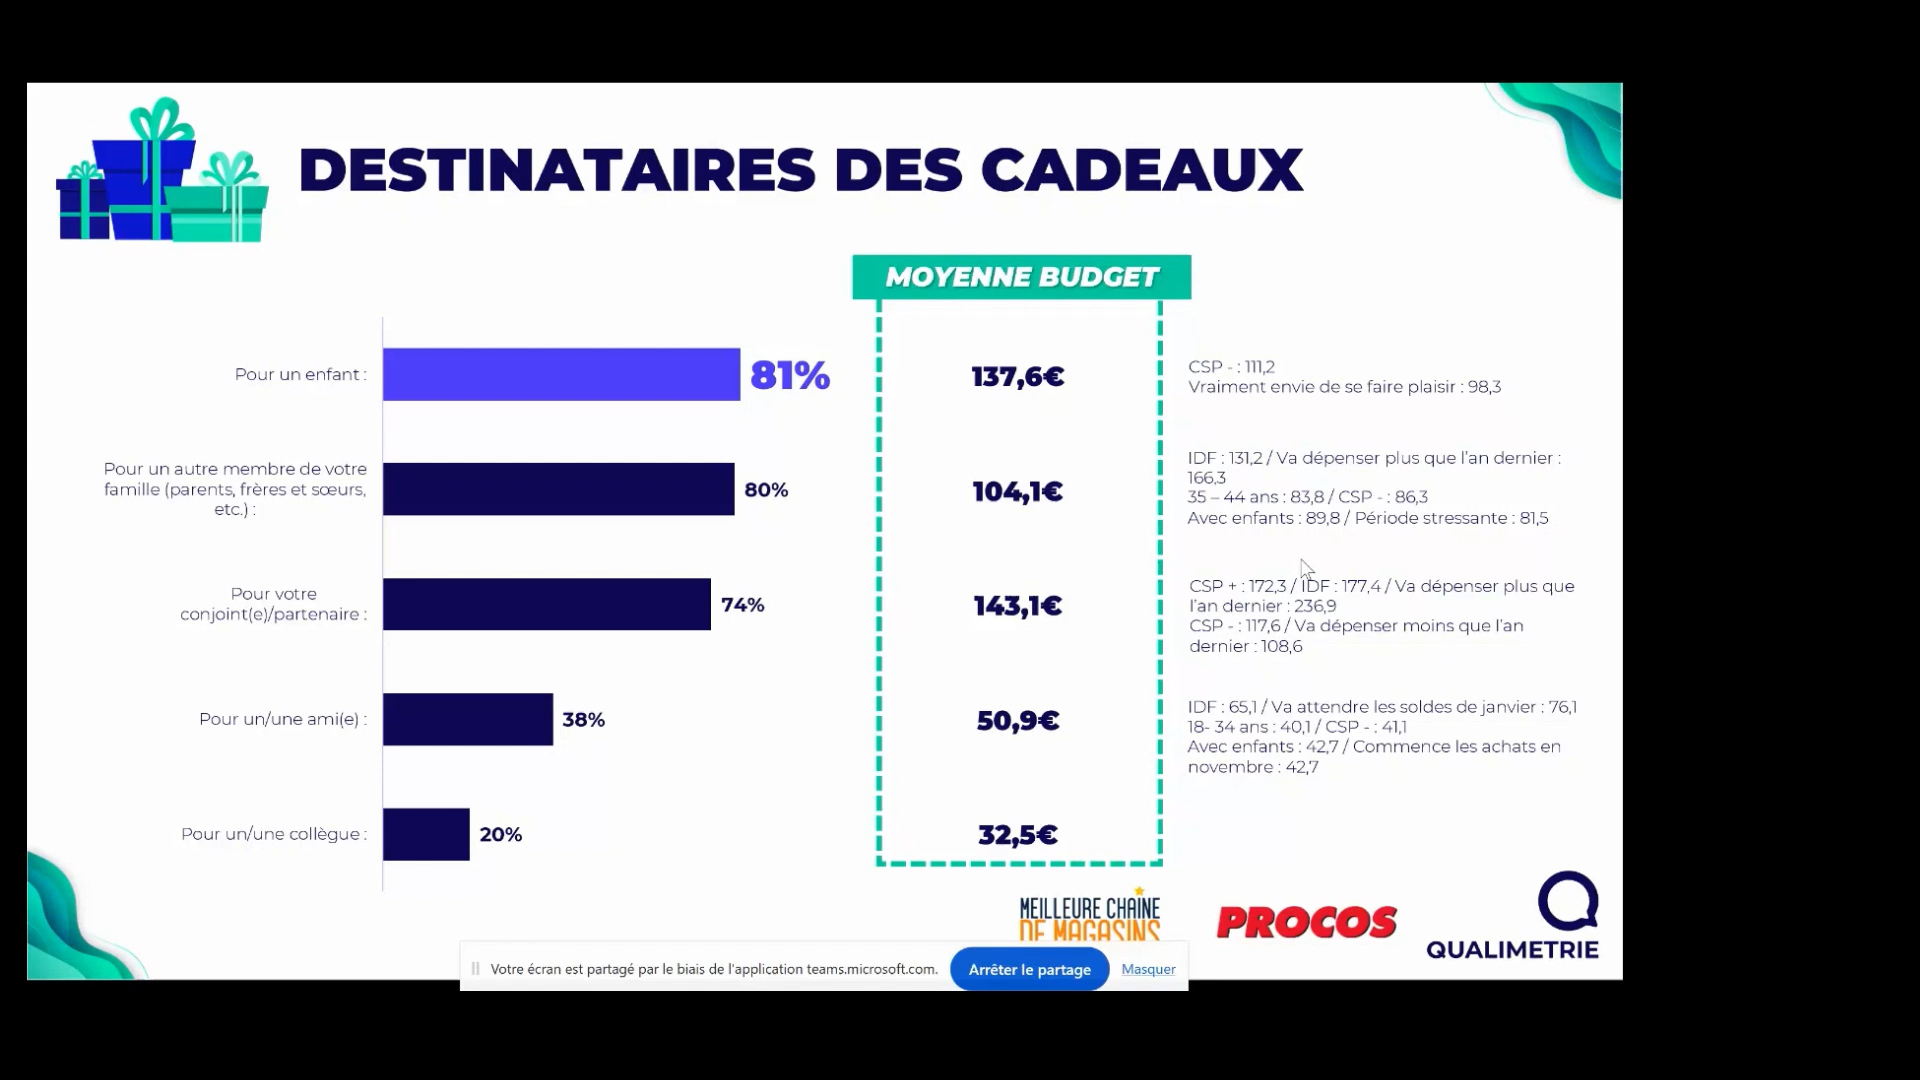 DESTINATAIRES DES CADEAUX
MOYENNE BUDGET
Pour un enfant :
81%
137,6€
CSP - : 111,2
Vraiment envie de se faire plaisir : 98,3
Pour un autre membre de votre
famille (parents, frères et sœurs,
etc.) :
80%
104,1€
IDF : 131,2 / Va dépenser plus que l'an dernier :
166,3
35 – 44 ans : 83,8 / CSP - : 86,3
Avec enfants : 89,8 / Période stressante : 81,5
Pour votre
conjoint(e)/partenaire :
74%
143,1€
CSP + : 172,3 / IDF : 177,4 / Va dépenser plus que
l'an dernier : 236,9
CSP - : 117,6 / Va dépenser moins que l'an
dernier : 108,6
Pour un/une ami(e) :
38%
50,9€
IDF : 65,1 / Va attendre les soldes de janvier : 76,1
18- 34 ans : 40,1 / CSP - : 41,1
Avec enfants : 42,7 / Commence les achats en
novembre : 42,7
Pour un/une collègue :
20%
32,5€
MEILLEURE CHAÎNE
DE MAGASINS
PROCOS
QUALIMETRIE
Votre écran est partagé par le biais de l'application teams.microsoft.com.
Arrêter le partage
Masquer